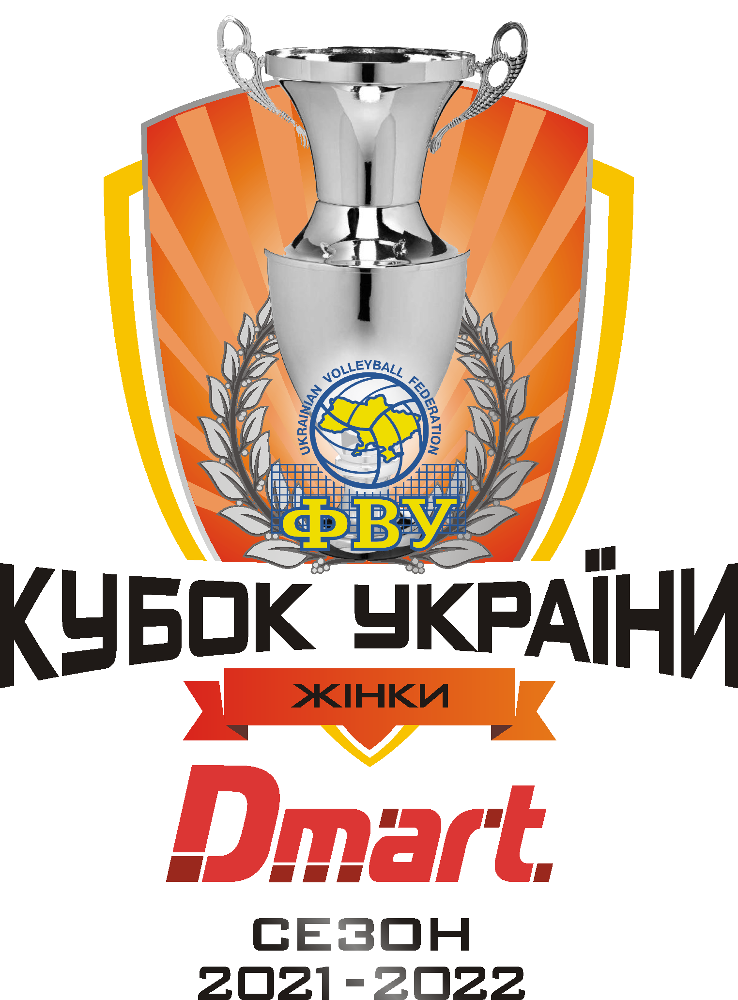 UKRAINIAN VOLLEYBALL FEDERATION
ФВУ
КУБОК УКРАЇНИ
ЖІНКИ
Dmart
СЕЗОН
2021-2022